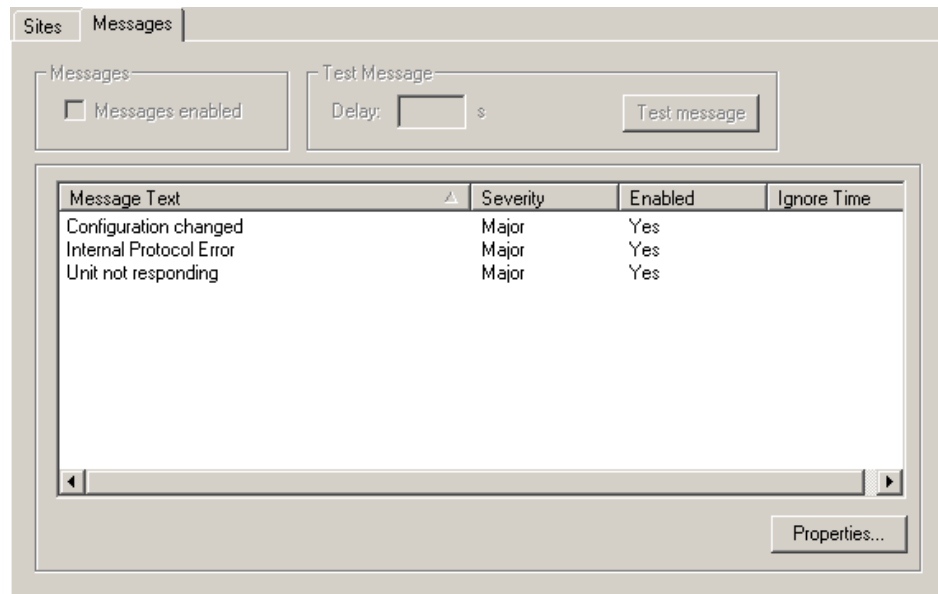 Sites Messages
Messages Test Message
Messages enabled Delay: s Test message
Message Text Severity Enabled Ignore Time
Configuration changed Major Yes
Internal Protocol Error Major Yes
Unit not responding Major Yes
Properties...